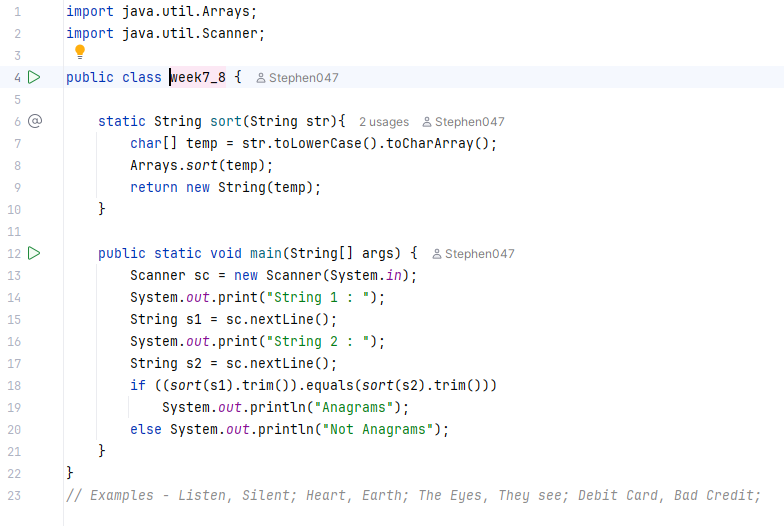 1 import java.util.Arrays;
2 import java.util.Scanner;
3
4 public class week7_8 { Stephen047
5
6 @ static String sort(String str){ 2 usages Stephen047
7 char[] temp = str.toLowerCase().toCharArray();
8 Arrays.sort(temp);
9 return new String(temp);
10 }
11
12 public static void main(String[] args) { Stephen047
13 Scanner sc = new Scanner(System.in);
14 System.out.print("String 1 : ");
15 String s1 = sc.nextLine();
16 System.out.print("String 2 : ");
17 String s2 = sc.nextLine();
18 if ((sort(s1).trim()).equals(sort(s2).trim()))
19 System.out.println("Anagrams");
20 else System.out.println("Not Anagrams");
21 }
22 }
23 // Examples - Listen, Silent; Heart, Earth; The Eyes, They see; Debit Card, Bad Credit;